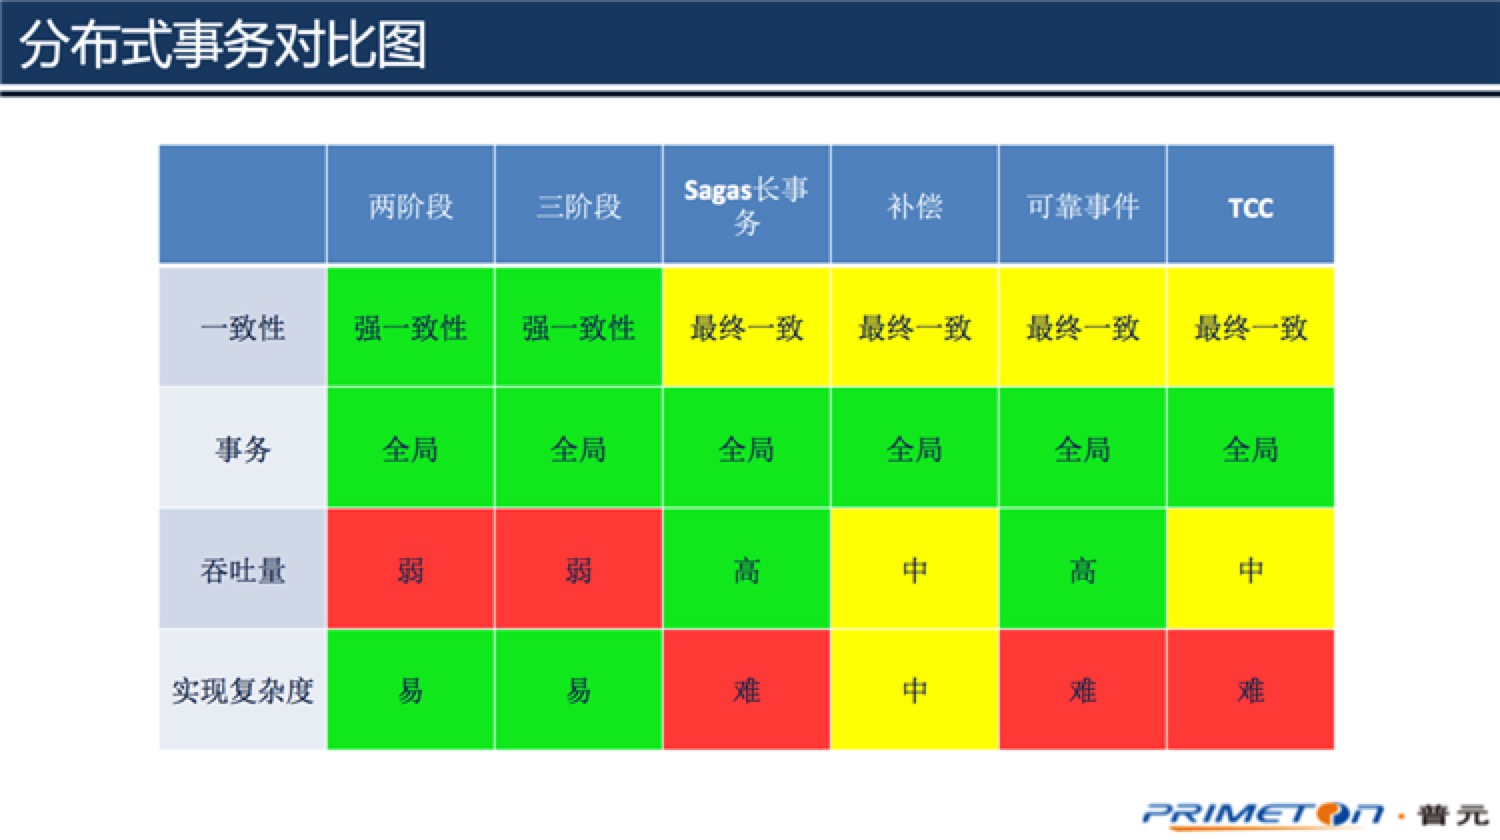 分布式事务对比图
两阶段 三阶段 Sagas长事务 补偿 可靠事件 TCC
一致性 强一致性 强一致性 最终一致 最终一致 最终一致 最终一致
事务 全局 全局 全局 全局 全局 全局
吞吐量 弱 弱 高 中 高 中
实现复杂度 易 易 难 中 难 难
PRIMETON · 普元